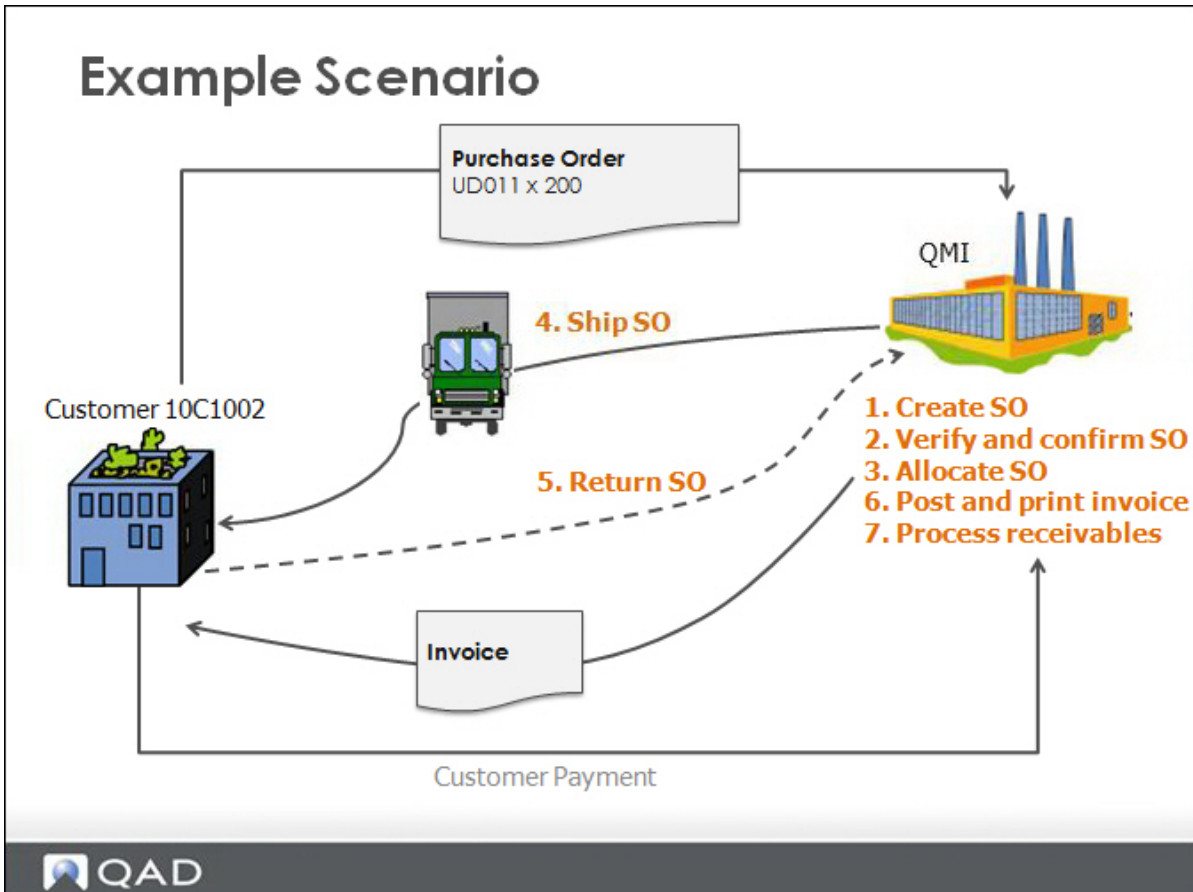 Example Scenario
Purchase Order
UD011 x 200
QMI
4. Ship SO
Customer 10C1002
1. Create SO
2. Verify and confirm SO
3. Allocate SO
6. Post and print invoice
7. Process receivables
5. Return SO
Invoice
Customer Payment
QAD